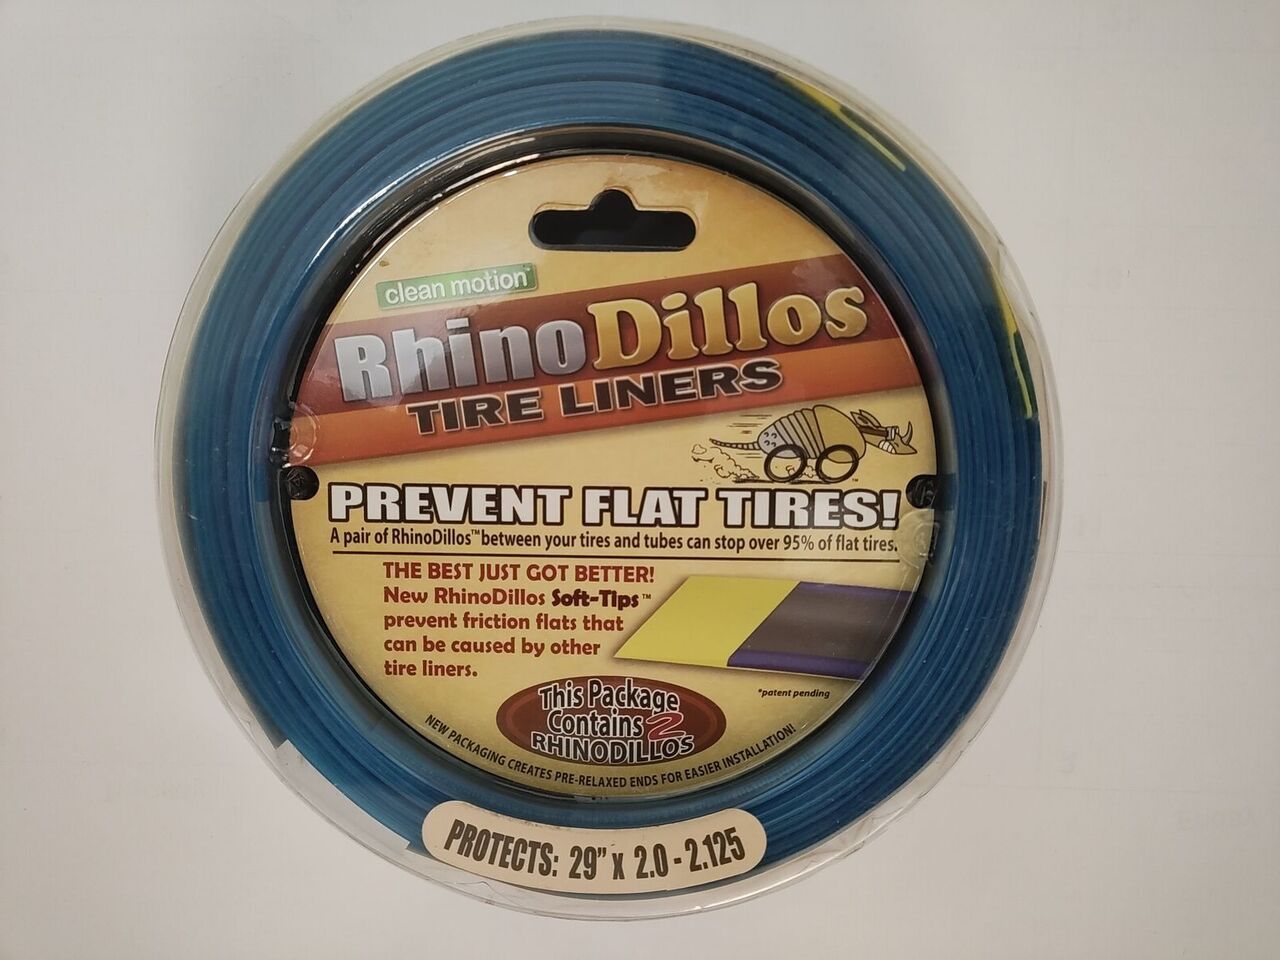 clean motion™
RhinoDillos
TIRE LINERS
™
PREVENT FLAT TIRES!
A pair of RhinoDillos™ between your tires and tubes can stop over 95% of flat tires.
THE BEST JUST GOT BETTER!
New RhinoDillos Soft-Tips™
prevent friction flats that
can be caused by other
tire liners.
*patent pending
This Package
Contains 2
RHINODILLOS
NEW PACKAGING CREATES PRE-RELAXED ENDS FOR EASIER INSTALLATION!
PROTECTS: 29" x 2.0 - 2.125